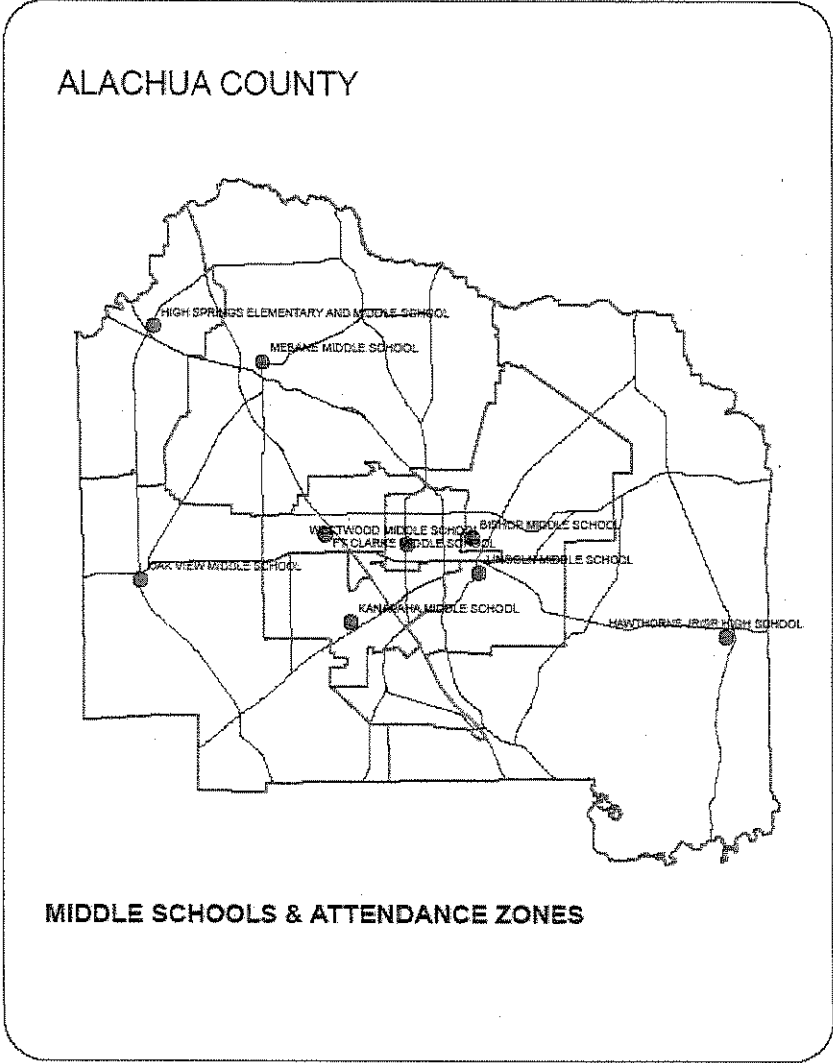 ALACHUA COUNTY
HIGH SPRINGS ELEMENTARY AND MIDDLE SCHOOL
MEBANE MIDDLE SCHOOL
BISHOP MIDDLE SCHOOL
WESTWOOD MIDDLE SCHOOL
FT CLARKE MIDDLE SCHOOL
LINCOLN MIDDLE SCHOOL
OAK VIEW MIDDLE SCHOOL
KANAPAHA MIDDLE SCHOOL
HAWTHORNE JR/SR HIGH SCHOOL
MIDDLE SCHOOLS & ATTENDANCE ZONES